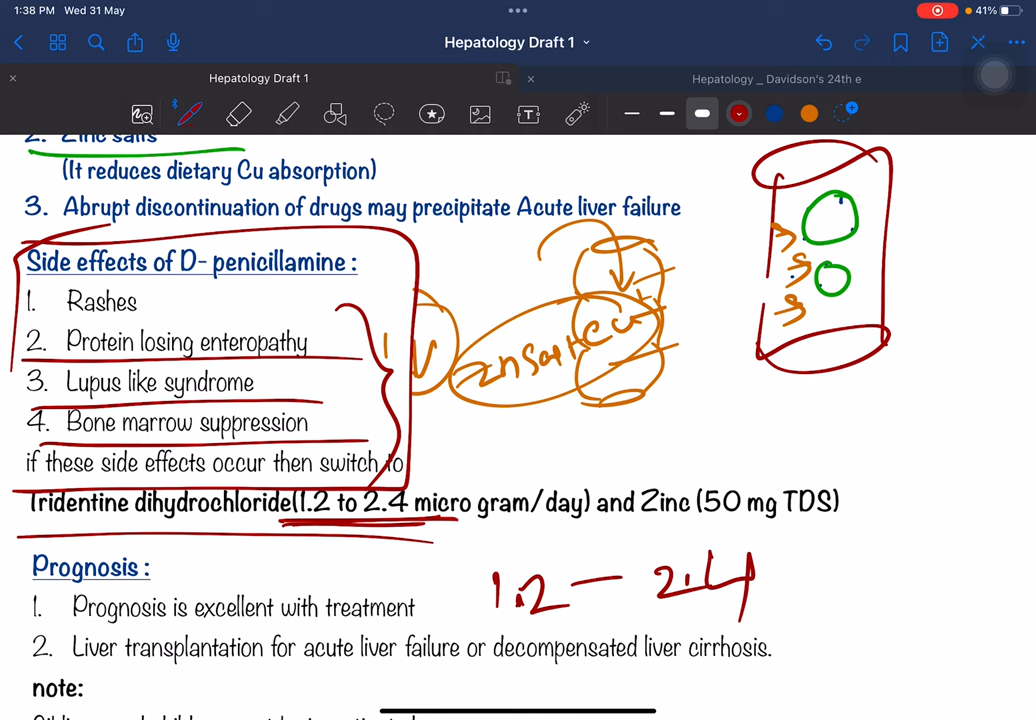 1:38 PM Wed 31 May
41%
Hepatology Draft 1
Hepatology Draft 1
Hepatology _ Davidson's 24th e
2. Zinc salts
(It reduces dietary Cu absorption)
3. Abrupt discontinuation of drugs may precipitate Acute liver failure
Side effects of D- penicillamine :
1. Rashes
2. Protein losing enteropathy
3. Lupus like syndrome
4. Bone marrow suppression
if these side effects occur then switch to
Tridentine dihydrochloride(1.2 to 2.4 micro gram/day) and Zinc (50 mg TDS)
Prognosis :
1.2 – 2.4
1. Prognosis is excellent with treatment
2. Liver transplantation for acute liver failure or decompensated liver cirrhosis.
note: